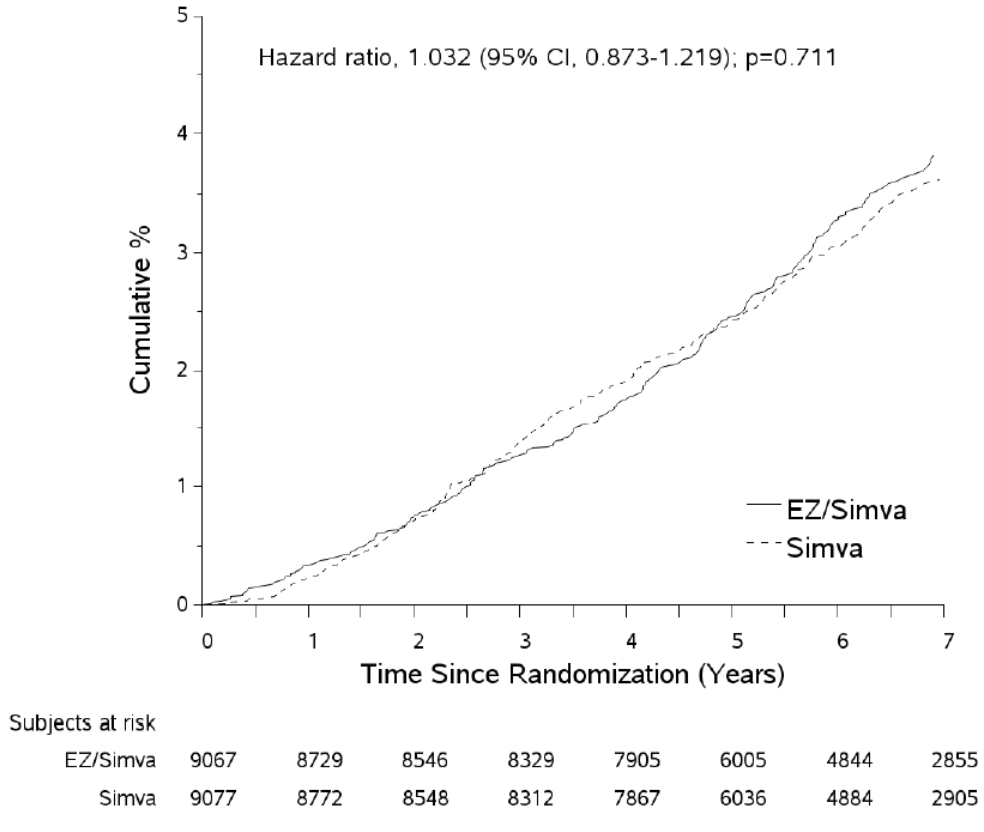 Hazard ratio, 1.032 (95% CI, 0.873-1.219); p=0.711
5
4
3
2
1
0
Cumulative %
EZ/Simva
Simva
0 1 2 3 4 5 6 7
Time Since Randomization (Years)
Subjects at risk
EZ/Simva 9067 8729 8546 8329 7905 6005 4844 2855
Simva 9077 8772 8548 8312 7867 6036 4884 2905